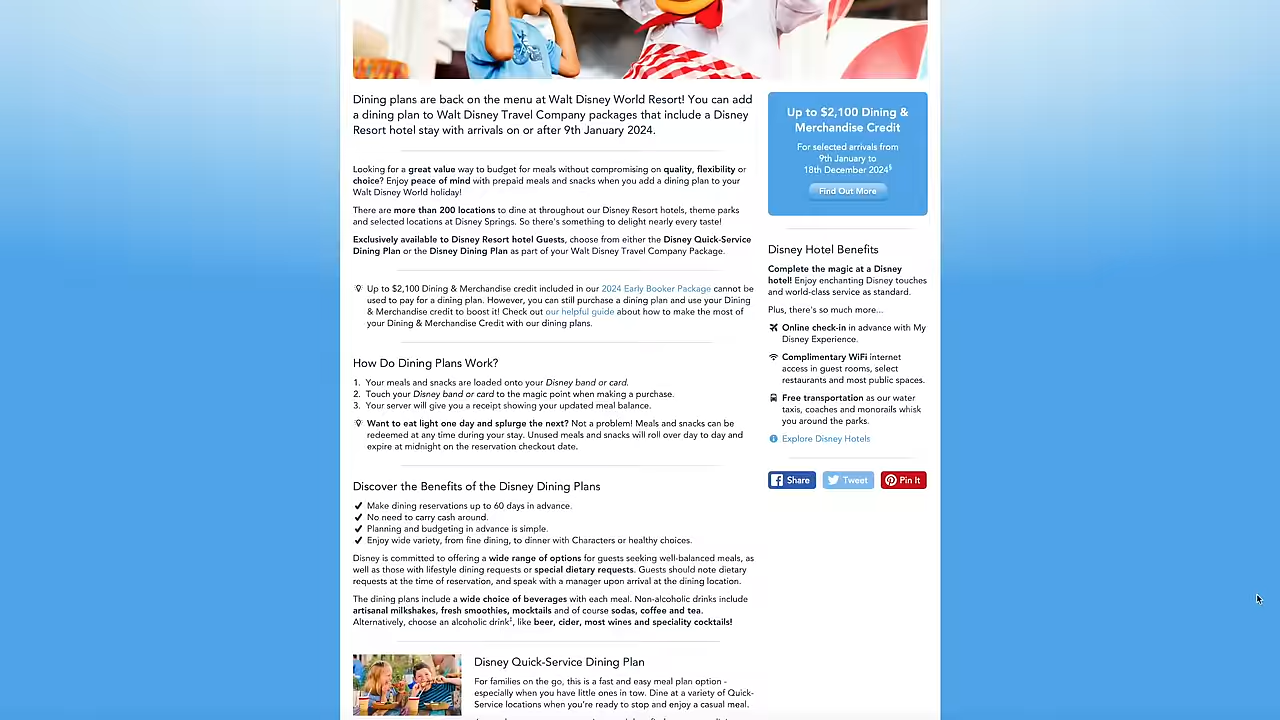 Dining plans are back on the menu at Walt Disney World Resort! You can add
a dining plan to Walt Disney Travel Company packages that include a Disney
Resort hotel stay with arrivals on or after 9th January 2024.
Looking for a great value way to budget for meals without compromising on quality, flexibility or
choice? Enjoy peace of mind with prepaid meals and snacks when you add a dining plan to your
Walt Disney World holiday!
There are more than 200 locations to dine at throughout our Disney Resort hotels, theme parks
and selected locations at Disney Springs. So there's something to delight nearly every taste!
Exclusively available to Disney Resort hotel Guests, choose from either the Disney Quick-Service
Dining Plan or the Disney Dining Plan as part of your Walt Disney Travel Company Package.
Up to $2,100 Dining & Merchandise credit included in our 2024 Early Booker Package cannot be
used to pay for a dining plan. However, you can still purchase a dining plan and use your Dining
& Merchandise credit to boost it! Check out our helpful guide about how to make the most of
your Dining & Merchandise Credit with our dining plans.
How Do Dining Plans Work?
1. Your meals and snacks are loaded onto your Disney band or card.
2. Touch your Disney band or card to the magic point when making a purchase.
3. Your server will give you a receipt showing your updated meal balance.
Want to eat light one day and splurge the next? Not a problem! Meals and snacks can be
redeemed at any time during your stay. Unused meals and snacks will roll over day to day and
expire at midnight on the reservation checkout date.
Discover the Benefits of the Disney Dining Plans
✔ Make dining reservations up to 60 days in advance.
✔ No need to carry cash around.
✔ Planning and budgeting in advance is simple.
✔ Enjoy wide variety, from fine dining, to dinner with Characters or healthy choices.
Disney is committed to offering a wide range of options for guests seeking well-balanced meals, as
well as those with lifestyle dining requests or special dietary requests. Guests should note dietary
requests at the time of reservation, and speak with a manager upon arrival at the dining location.
The dining plans include a wide choice of beverages with each meal. Non-alcoholic drinks include
artisanal milkshakes, fresh smoothies, mocktails and of course sodas, coffee and tea.
Alternatively, choose an alcoholic drink‡, like beer, cider, most wines and speciality cocktails!
Disney Quick-Service Dining Plan
For families on the go, this is a fast and easy meal plan option -
especially when you have little ones in tow. Dine at a variety of Quick-
Service locations when you're ready to stop and enjoy a casual meal.
Up to $2,100 Dining &
Merchandise Credit
For selected arrivals from
9th January to
18th December 2024§
Find Out More
Disney Hotel Benefits
Complete the magic at a Disney
hotel! Enjoy enchanting Disney touches
and world-class service as standard.
Plus, there's so much more...
Online check-in in advance with My
Disney Experience.
Complimentary WiFi internet
access in guest rooms, select
restaurants and most public spaces.
Free transportation as our water
taxis, coaches and monorails whisk
you around the parks.
Explore Disney Hotels
Share
Tweet
Pin It